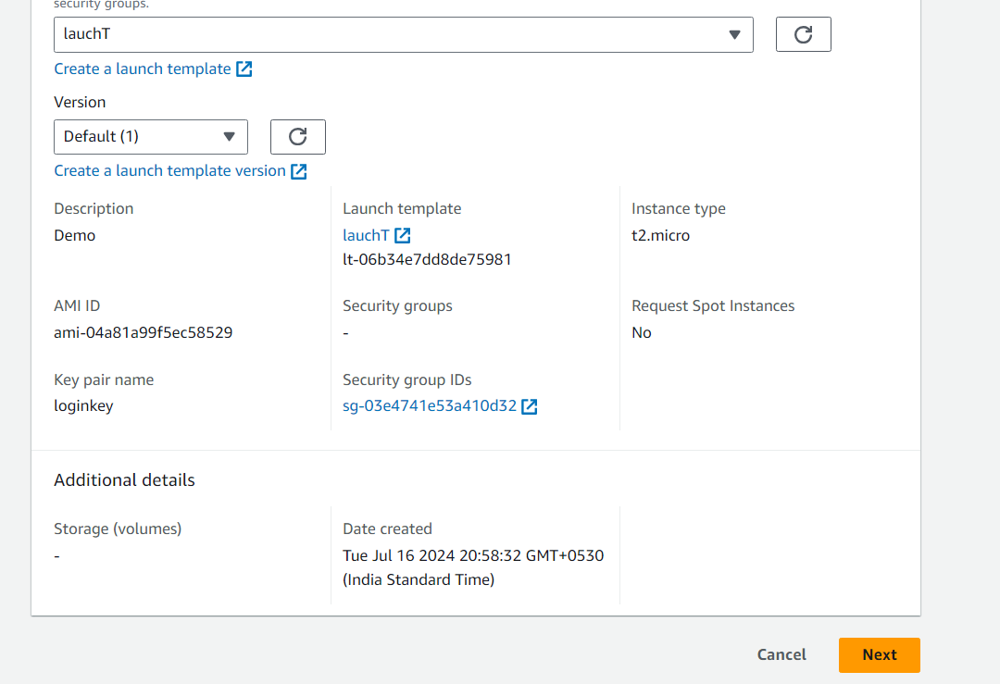 security groups.
lauchT
Create a launch template
Version
Default (1)
Create a launch template version
Description
Demo
Launch template
lauchT
lt-06b34e7dd8de75981
Instance type
t2.micro
AMI ID
ami-04a81a99f5ec58529
Security groups
-
Request Spot Instances
No
Key pair name
loginkey
Security group IDs
sg-03e4741e53a410d32
Additional details
Storage (volumes)
-
Date created
Tue Jul 16 2024 20:58:32 GMT+0530
(India Standard Time)
Cancel
Next